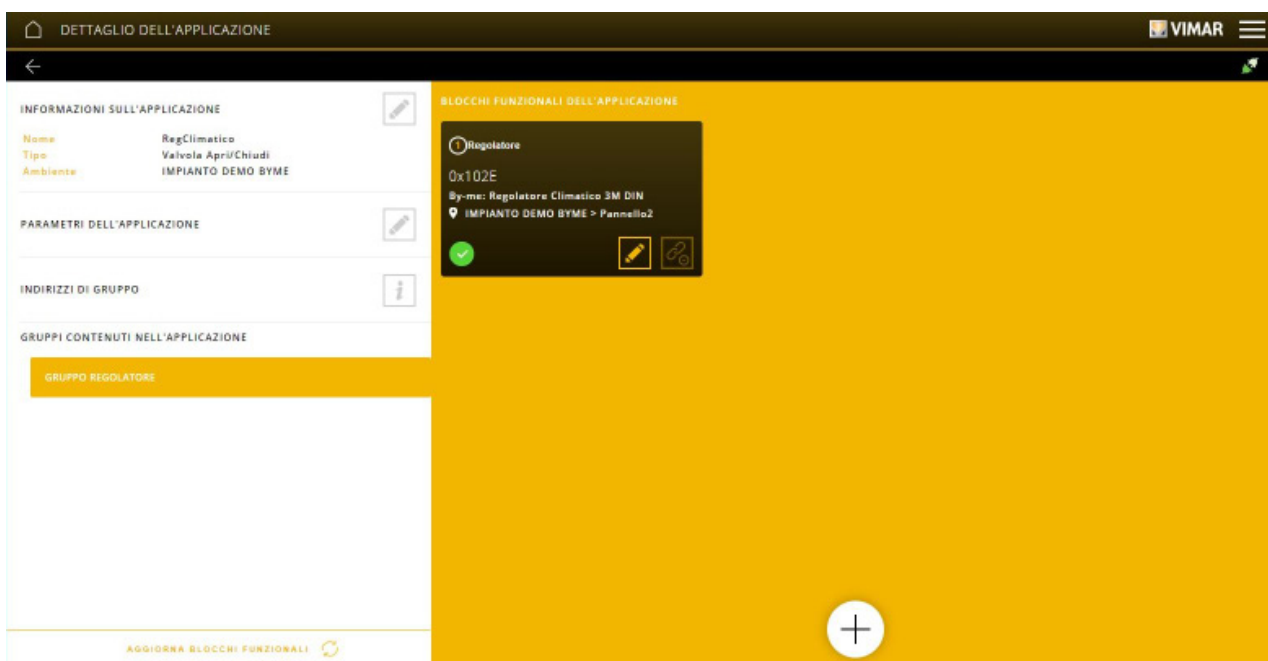 DETTAGLIO DELL'APPLICAZIONE
VIMAR
INFORMAZIONI SULL'APPLICAZIONE
Nome RegClimatico
Tipo Valvola Apri/Chiudi
Ambiente IMPIANTO DEMO BYME
PARAMETRI DELL'APPLICAZIONE
INDIRIZZI DI GRUPPO
GRUPPI CONTENUTI NELL'APPLICAZIONE
GRUPPO REGOLATORE
AGGIORNA BLOCCHI FUNZIONALI
BLOCCHI FUNZIONALI DELL'APPLICAZIONE
1 Regolatore
0x102E
By-me: Regolatore Climatico 3M DIN
IMPIANTO DEMO BYME > Pannello2